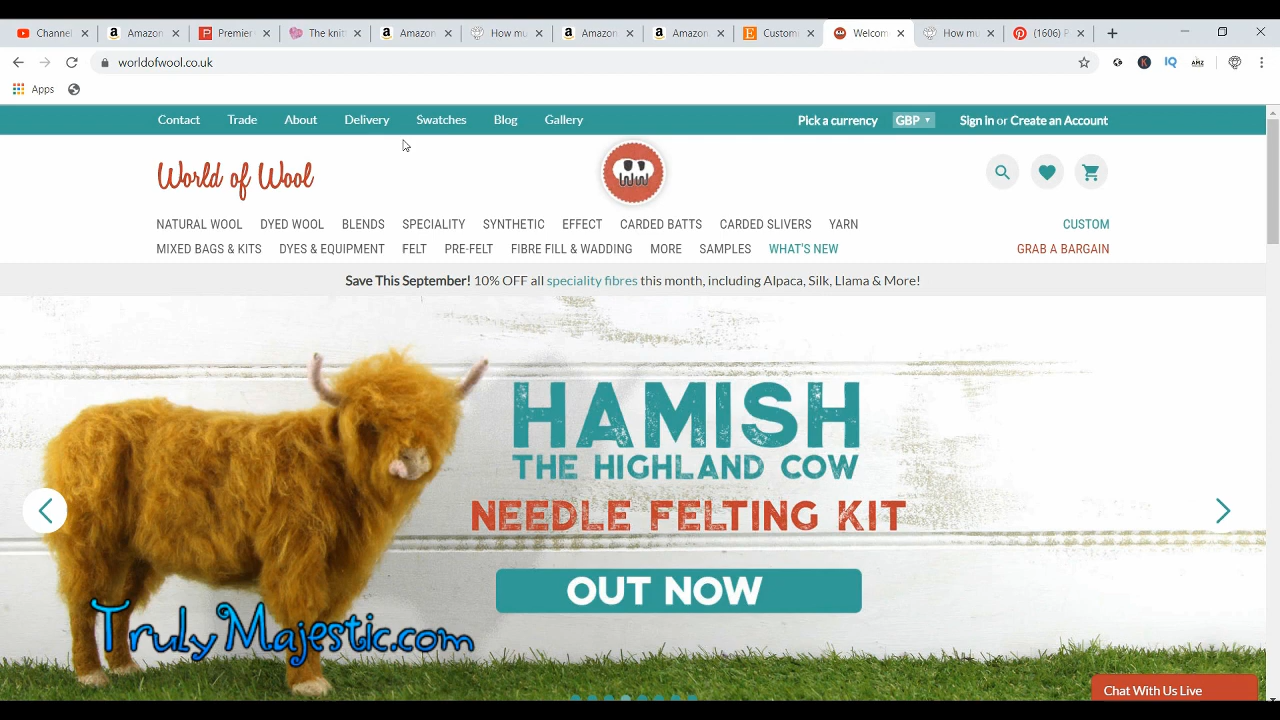 Channel Amazon Premier The knit Amazon How mu Amazon Amazon Custom Welcom How mu (1606) P
worldofwool.co.uk
IQ AMZ
Apps
Contact Trade About Delivery Swatches Blog Gallery Pick a currency GBP Sign in or Create an Account
World of Wool
NATURAL WOOL DYED WOOL BLENDS SPECIALITY SYNTHETIC EFFECT CARDED BATTS CARDED SLIVERS YARN CUSTOM
MIXED BAGS & KITS DYES & EQUIPMENT FELT PRE-FELT FIBRE FILL & WADDING MORE SAMPLES WHAT'S NEW GRAB A BARGAIN
Save This September! 10% OFF all speciality fibres this month, including Alpaca, Silk, Llama & More!
HAMISH
THE HIGHLAND COW
NEEDLE FELTING KIT
OUT NOW
TrulyMajestic.com
Chat With Us Live